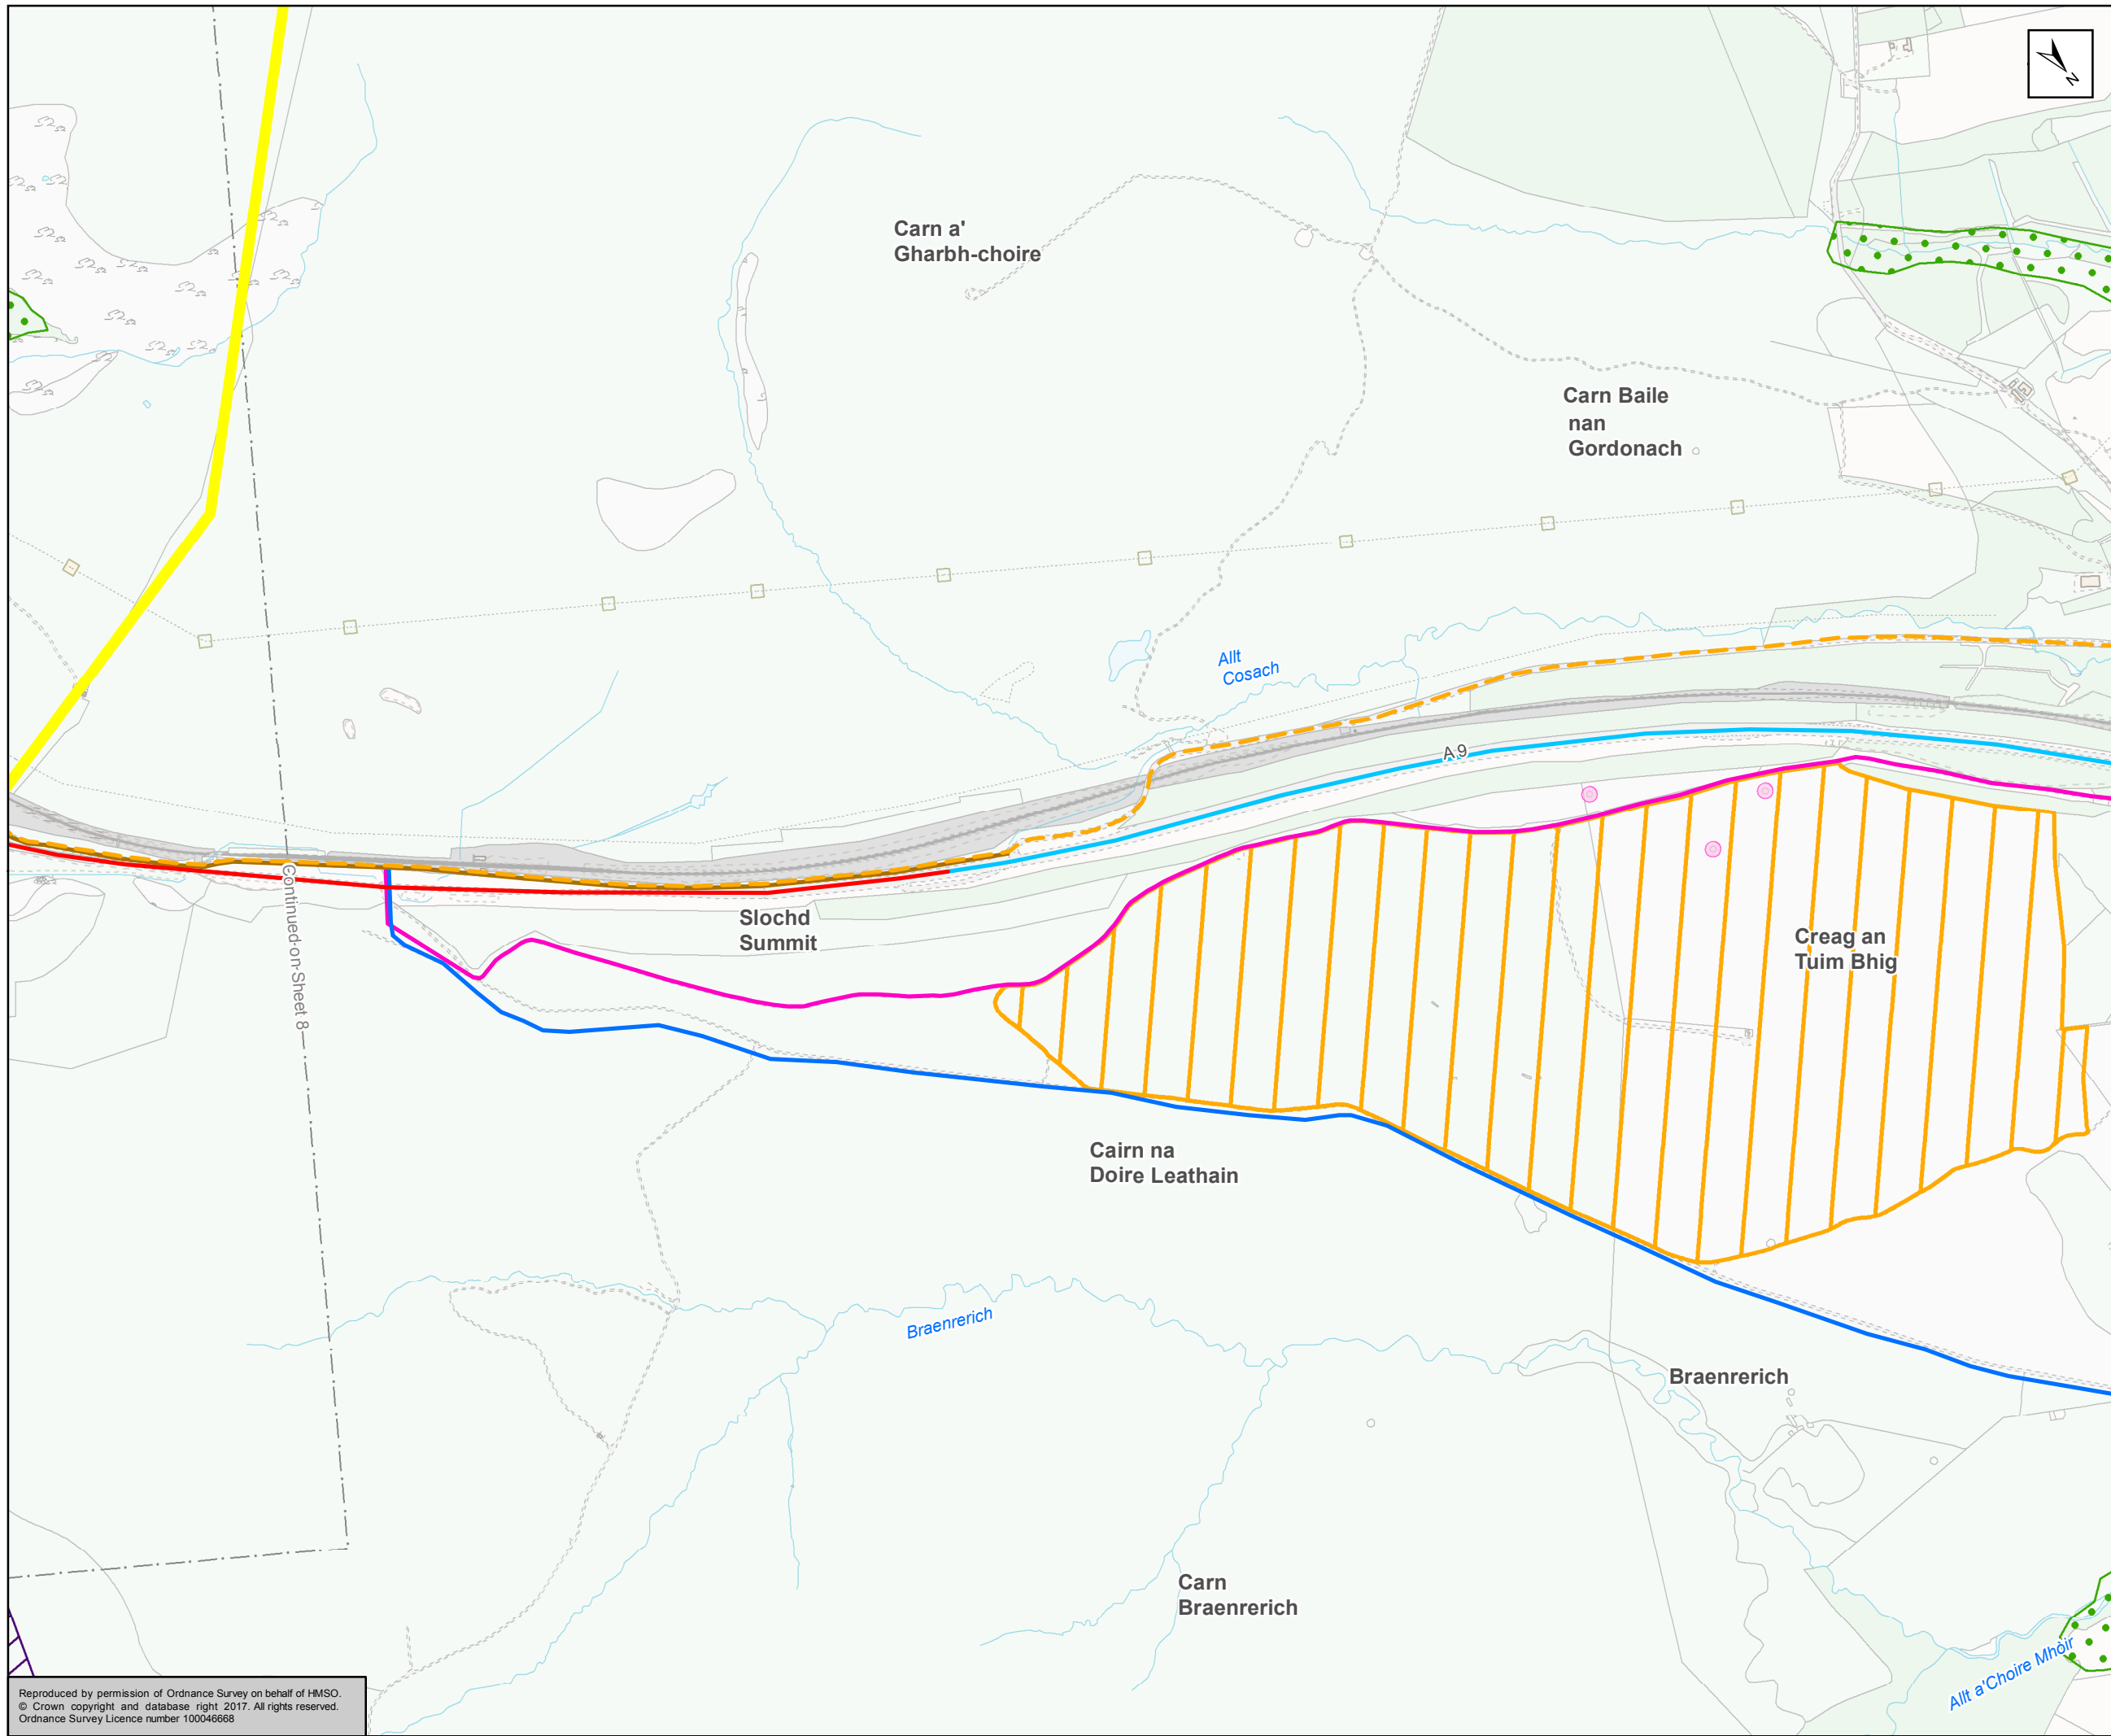 N
Carn a'
Gharbh-choire
Carn Baile
nan
Gordonach
Allt
Cosach
A 9
Continued on Sheet 8
Slochd
Summit
Creag an
Tuim Bhig
Cairn na
Doire Leathain
Braenrerich
Braenrerich
Carn
Braenrerich
Allt a'Choire Mhòir
Reproduced by permission of Ordnance Survey on behalf of HMSO.
© Crown copyright and database right 2017. All rights reserved.
Ordnance Survey Licence number 100046668